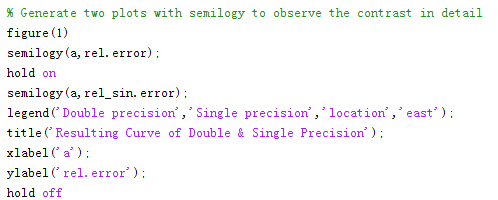 % Generate two plots with semilogy to observe the contrast in detail
figure(1)
semilogy(a,rel.error);
hold on
semilogy(a,rel_sin.error);
legend('Double precision','Single precision','location','east');
title('Resulting Curve of Double & Single Precision');
xlabel('a');
ylabel('rel.error');
hold off